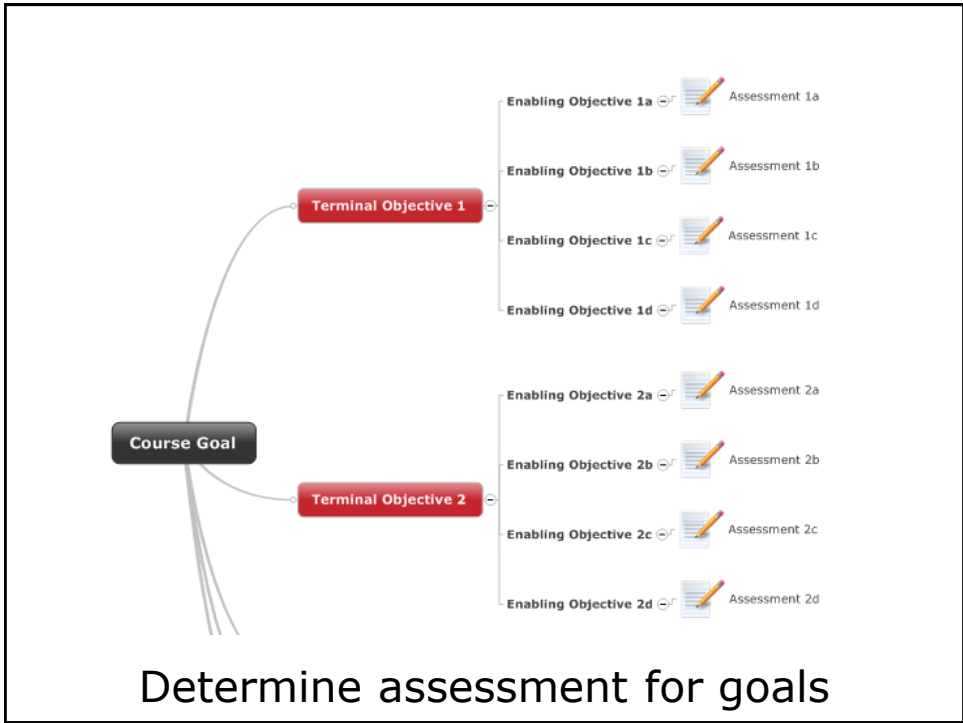 Enabling Objective 1a
Assessment 1a
Enabling Objective 1b
Assessment 1b
Terminal Objective 1
Enabling Objective 1c
Assessment 1c
Enabling Objective 1d
Assessment 1d
Enabling Objective 2a
Assessment 2a
Course Goal
Enabling Objective 2b
Assessment 2b
Terminal Objective 2
Enabling Objective 2c
Assessment 2c
Enabling Objective 2d
Assessment 2d
Determine assessment for goals